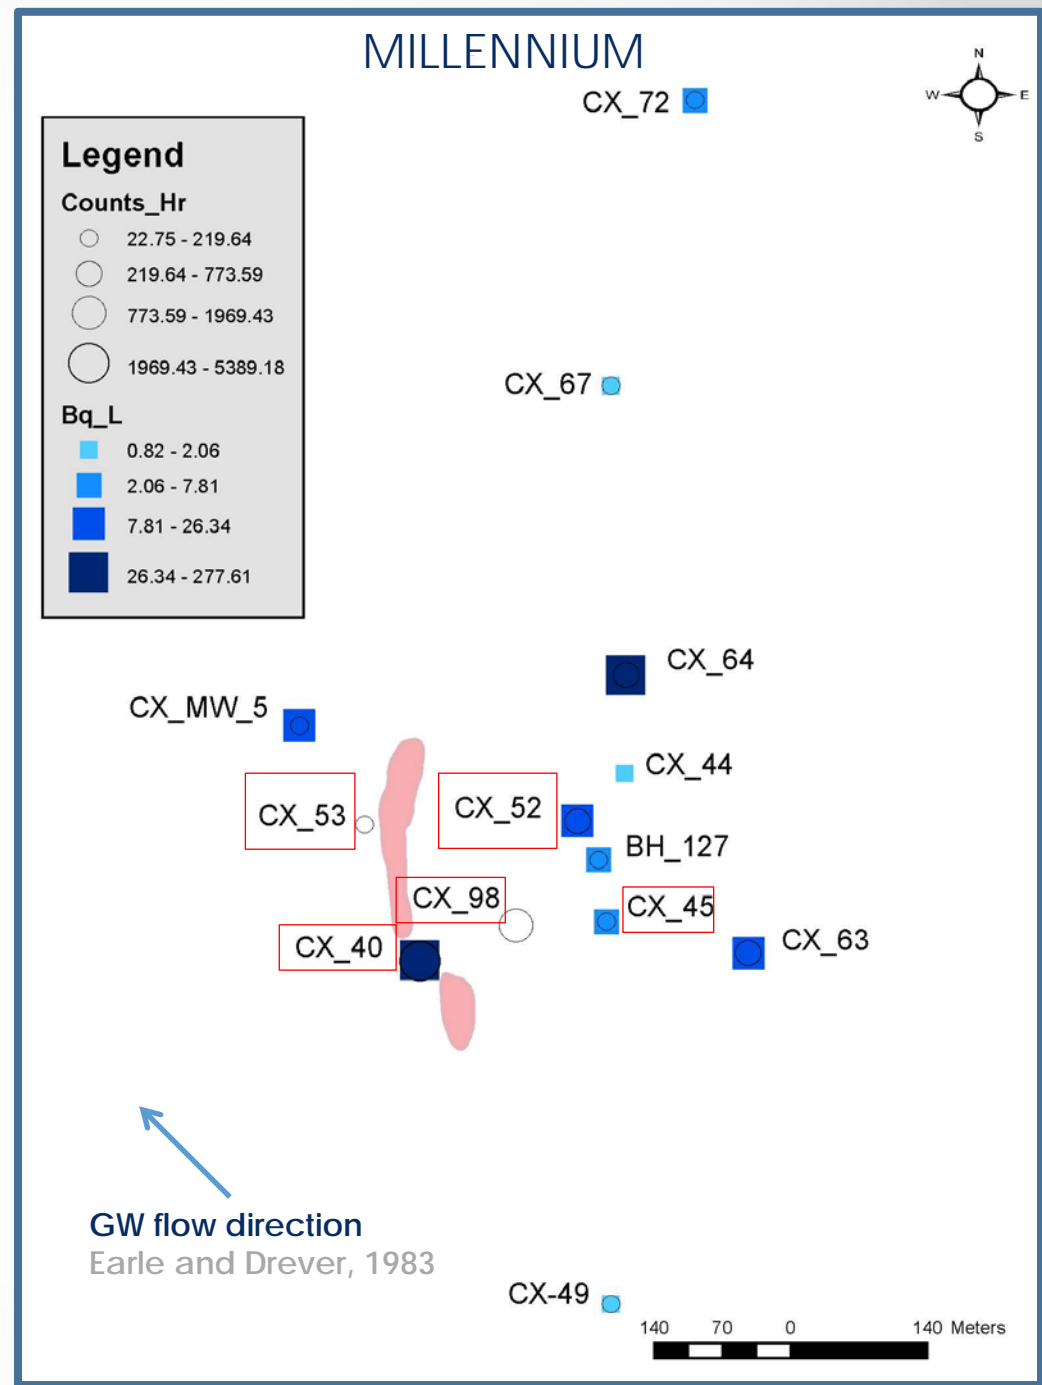 MILLENNIUM
N
W E
S
CX_72
Legend
Counts_Hr
22.75 - 219.64
219.64 - 773.59
773.59 - 1969.43
1969.43 - 5389.18
Bq_L
0.82 - 2.06
2.06 - 7.81
7.81 - 26.34
26.34 - 277.61
CX_67
CX_64
CX_MW_5
CX_44
CX_53
CX_52
BH_127
CX_98
CX_45
CX_40
CX_63
GW flow direction
Earle and Drever, 1983
CX-49
140 70 0 140 Meters